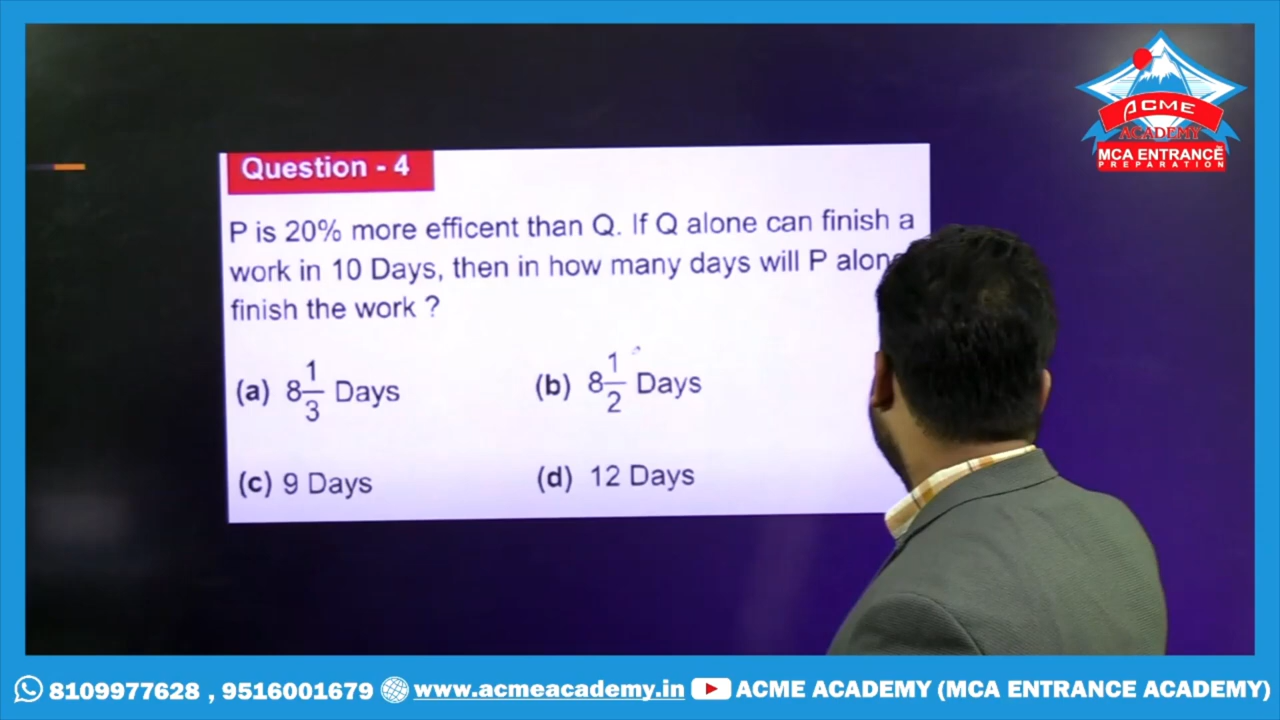 ACME
ACADEMY
MCA ENTRANCE
PREPARATION
Question - 4
P is 20% more efficent than Q. If Q alone can finish a
work in 10 Days, then in how many days will P
finish the work ?
(a) 8 1/3 Days
(b) 8 1/2 Days
(c) 9 Days
(d) 12 Days
8109977628 , 9516001679 www.acmeacademy.in ACME ACADEMY (MCA ENTRANCE ACADEMY)